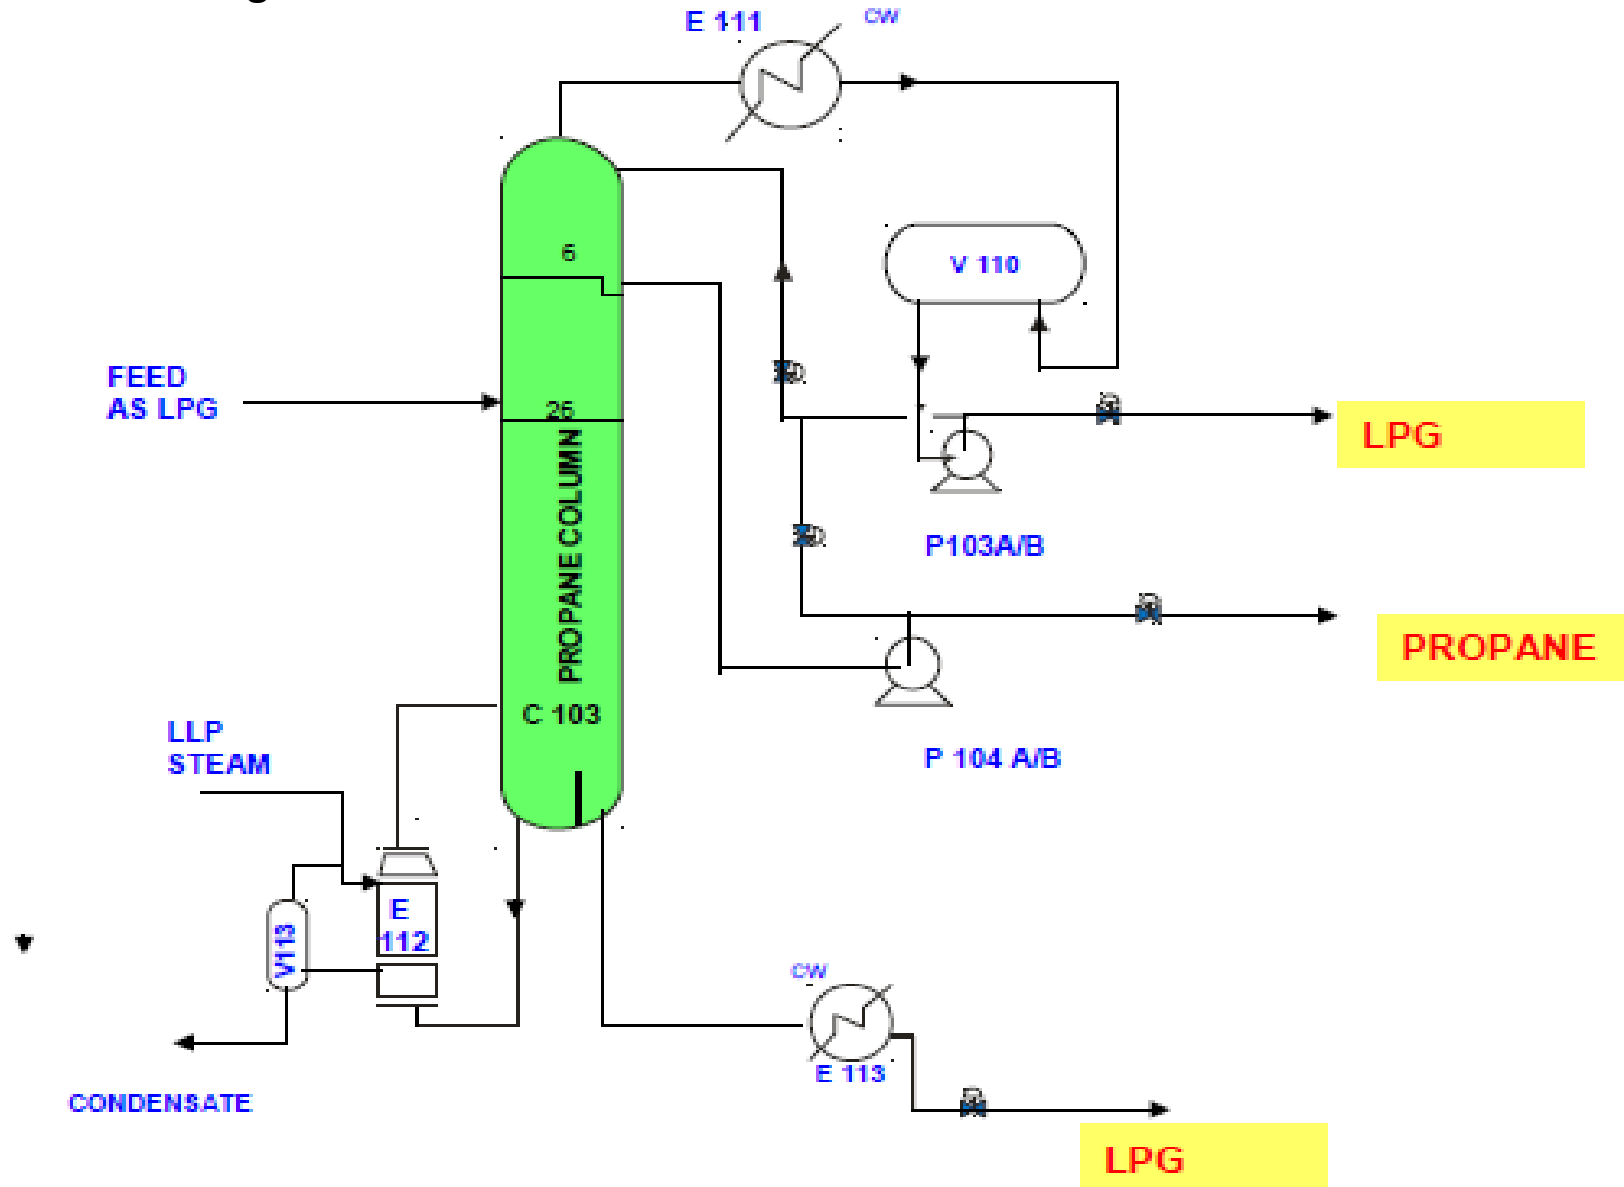 E 111
CW
6
V 110
FEED
AS LPG
26
LPG
PROPANE COLUMN
P103A/B
PROPANE
C 103
LLP
STEAM
P 104 A/B
E
112
V113
CW
E 113
CONDENSATE
LPG